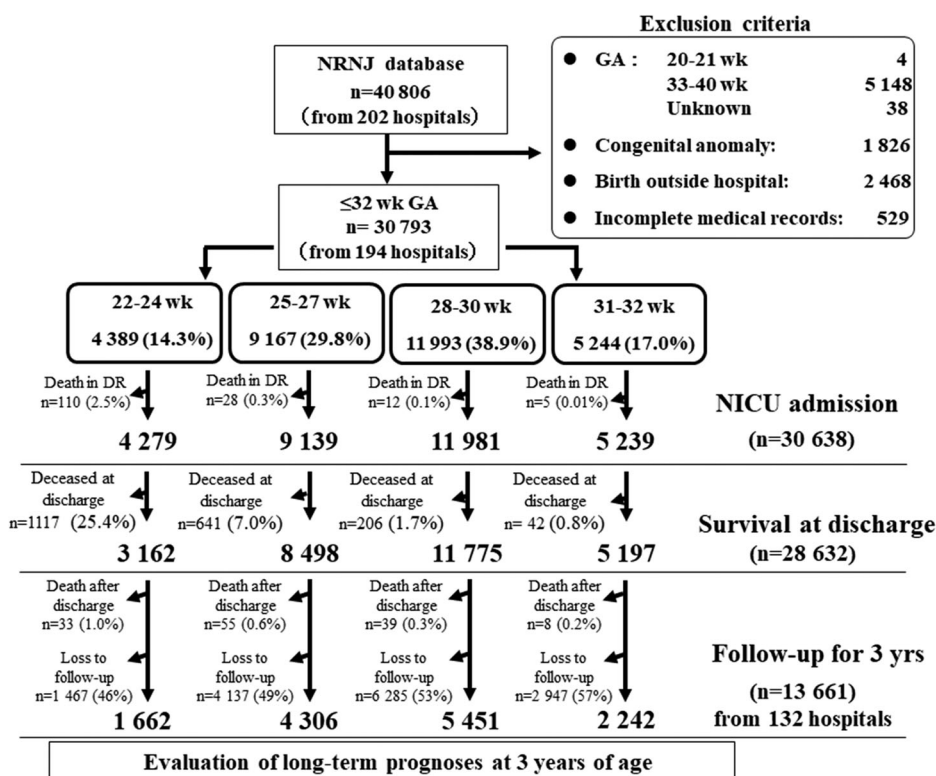 Exclusion criteria
NRNJ database
n=40 806
(from 202 hospitals)
● GA : 20-21 wk 4
33-40 wk 5 148
Unknown 38
● Congenital anomaly: 1 826
● Birth outside hospital: 2 468
● Incomplete medical records: 529
≤32 wk GA
n= 30 793
(from 194 hospitals)
22-24 wk
4 389 (14.3%)
25-27 wk
9 167 (29.8%)
28-30 wk
11 993 (38.9%)
31-32 wk
5 244 (17.0%)
Death in DR
n=110 (2.5%)
Death in DR
n=28 (0.3%)
Death in DR
n=12 (0.1%)
Death in DR
n=5 (0.01%)
NICU admission
(n=30 638)
4 279 9 139 11 981 5 239
Deceased at
discharge
n=1117 (25.4%)
Deceased at
discharge
n=641 (7.0%)
Deceased at
discharge
n=206 (1.7%)
Deceased at
discharge
n= 42 (0.8%)
Survival at discharge
(n=28 632)
3 162 8 498 11 775 5 197
Death after
discharge
n=33 (1.0%)
Death after
discharge
n=55 (0.6%)
Death after
discharge
n=39 (0.3%)
Death after
discharge
n=8 (0.2%)
Loss to
follow-up
n=1 467 (46%)
Loss to
follow-up
n=4 137 (49%)
Loss to
follow-up
n=6 285 (53%)
Loss to
follow-up
n=2 947 (57%)
Follow-up for 3 yrs
(n=13 661)
from 132 hospitals
1 662 4 306 5 451 2 242
Evaluation of long-term prognoses at 3 years of age